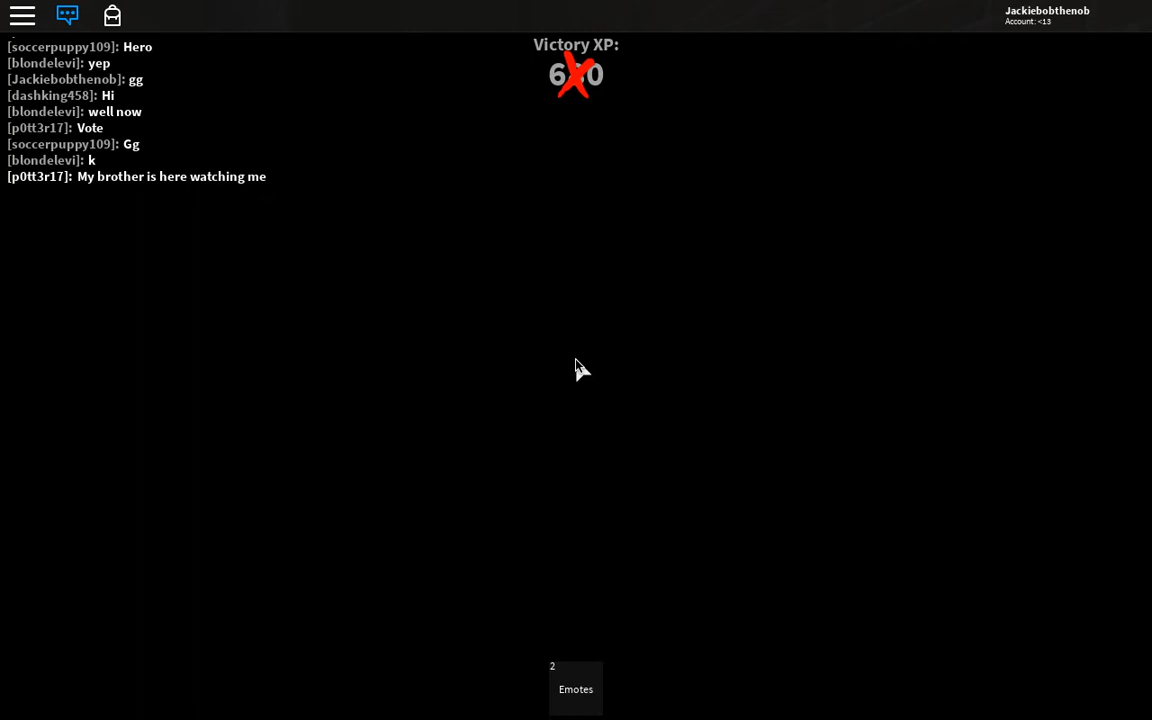 Jackiebobthenob
Account: <13
[soccerpuppy109]: Hero
[blondelevi]: yep
[Jackiebobthenob]: gg
[dashking458]: Hi
[blondelevi]: well now
[p0tt3r17]: Vote
[soccerpuppy109]: Gg
[blondelevi]: k
[p0tt3r17]: My brother is here watching me
Victory XP:
2
Emotes